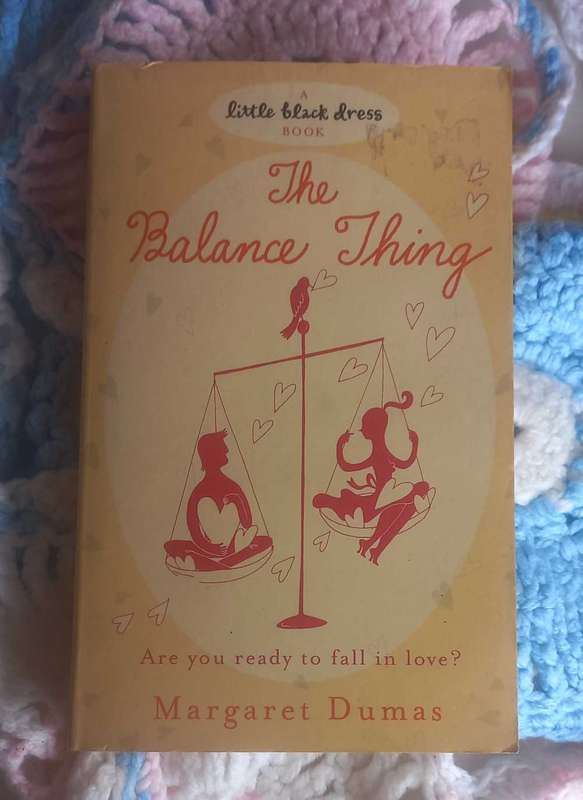 A
little black dress
BOOK
The
Balance Thing
Are you ready to fall in love?
Margaret Dumas